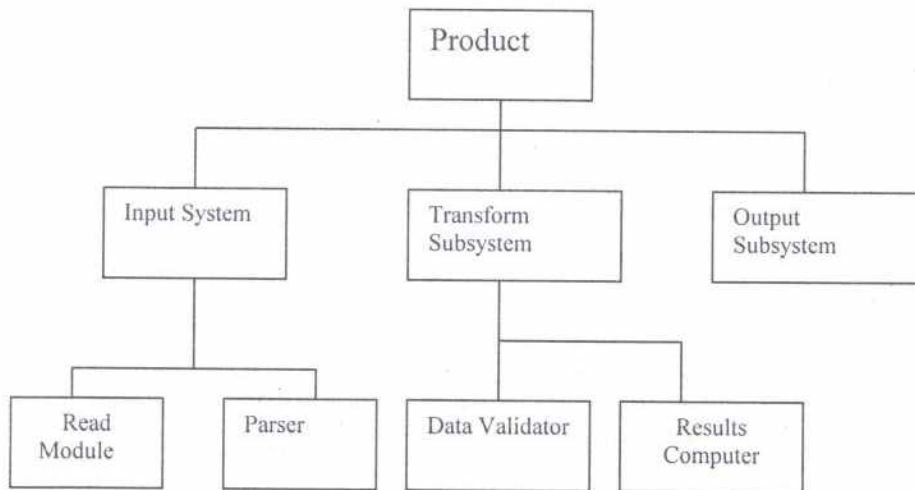 Product
Input System
Transform
Subsystem
Output
Subsystem
Read
Module
Parser
Data Validator
Results
Computer